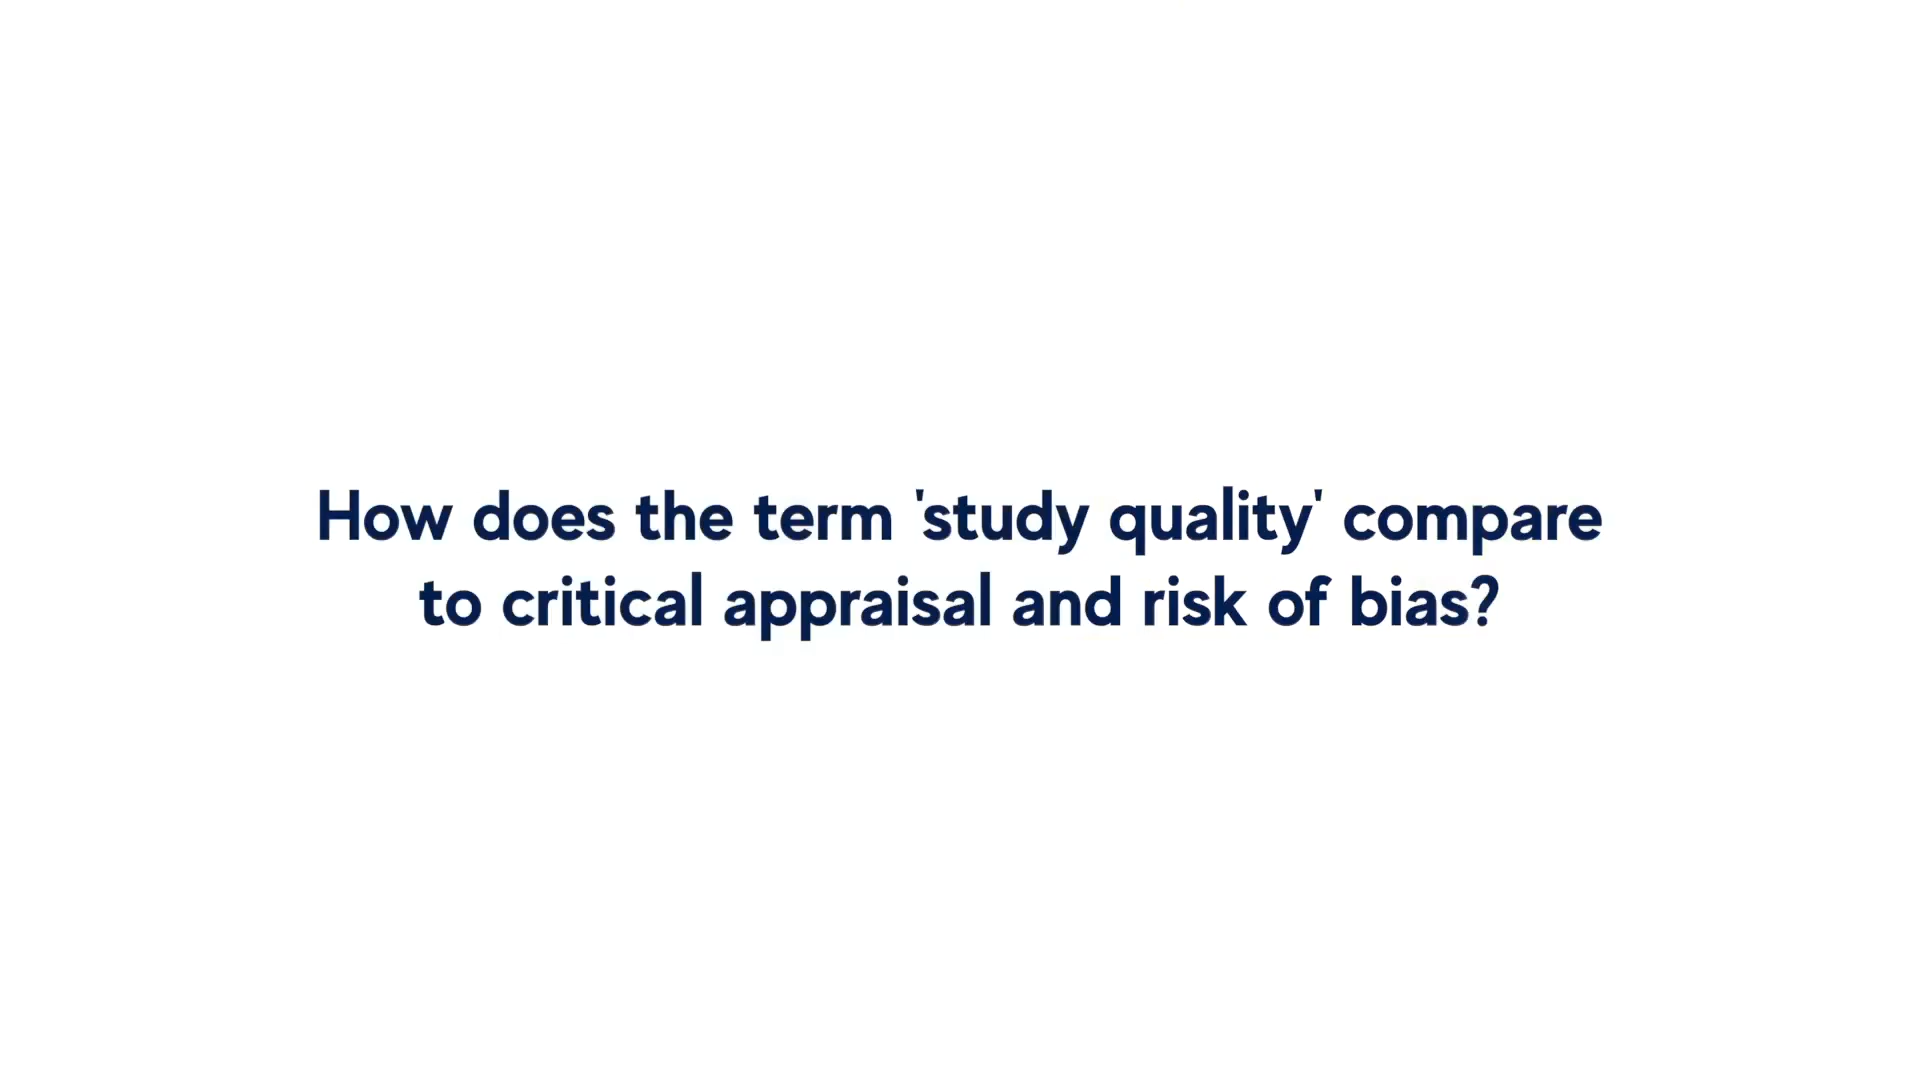 How does the term 'study quality' compare
to critical appraisal and risk of bias?